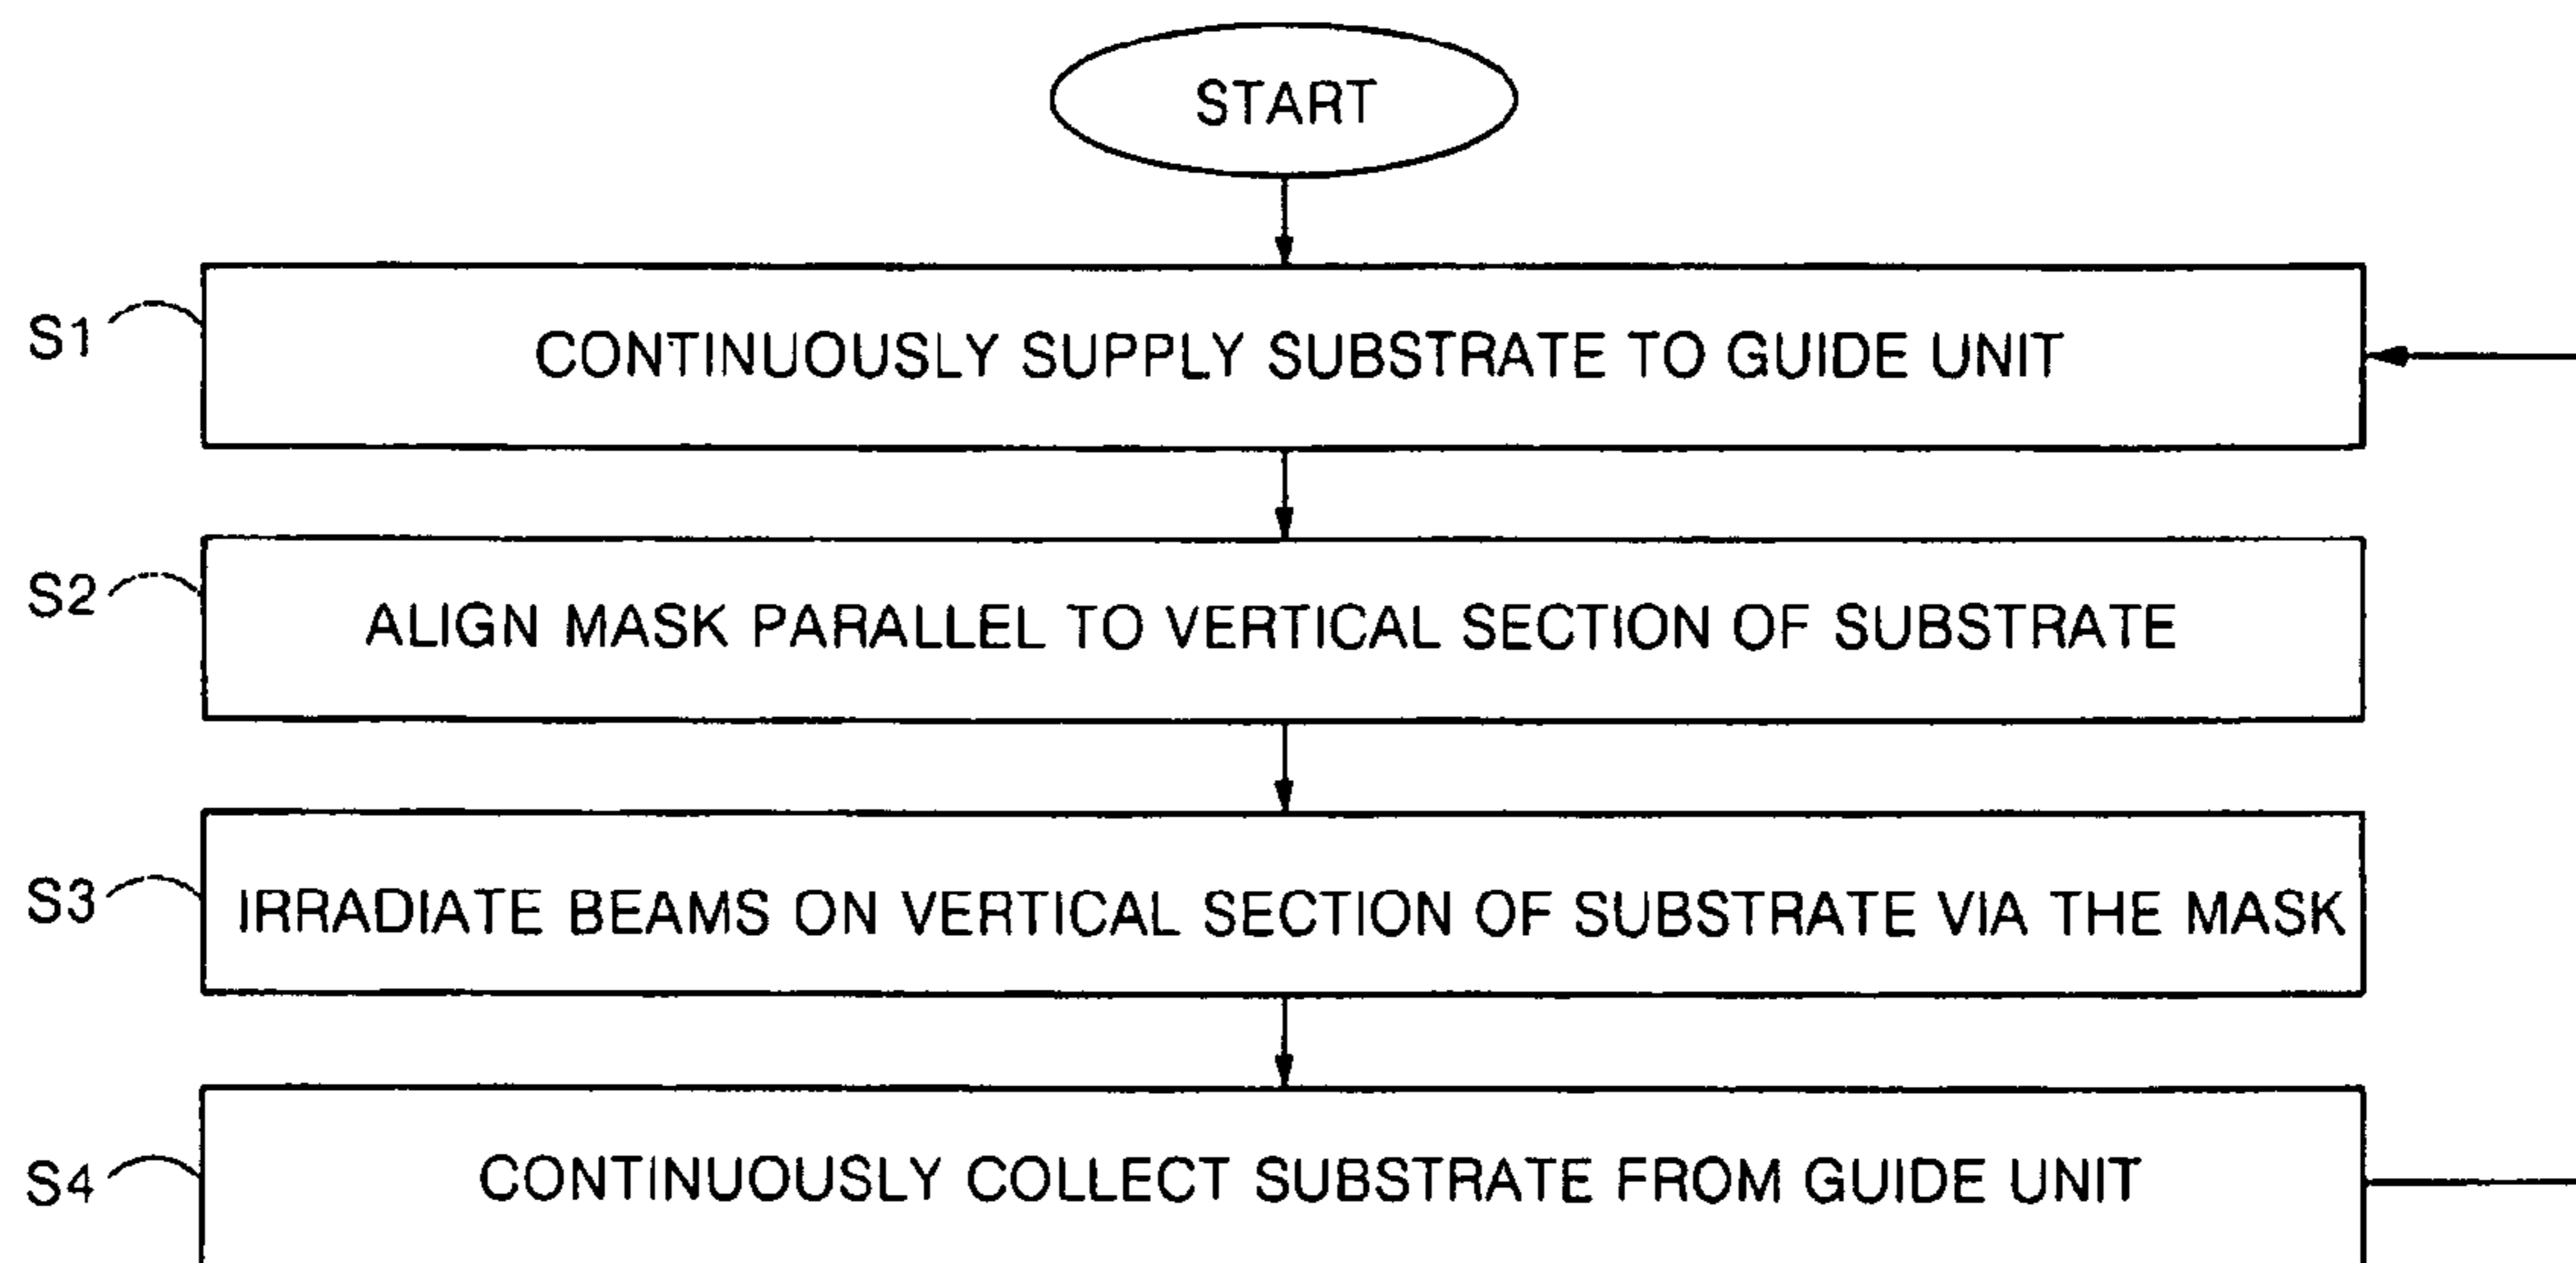 START
S1
CONTINUOUSLY SUPPLY SUBSTRATE TO GUIDE UNIT
S2
ALIGN MASK PARALLEL TO VERTICAL SECTION OF SUBSTRATE
S3
IRRADIATE BEAMS ON VERTICAL SECTION OF SUBSTRATE VIA THE MASK
S4
CONTINUOUSLY COLLECT SUBSTRATE FROM GUIDE UNIT